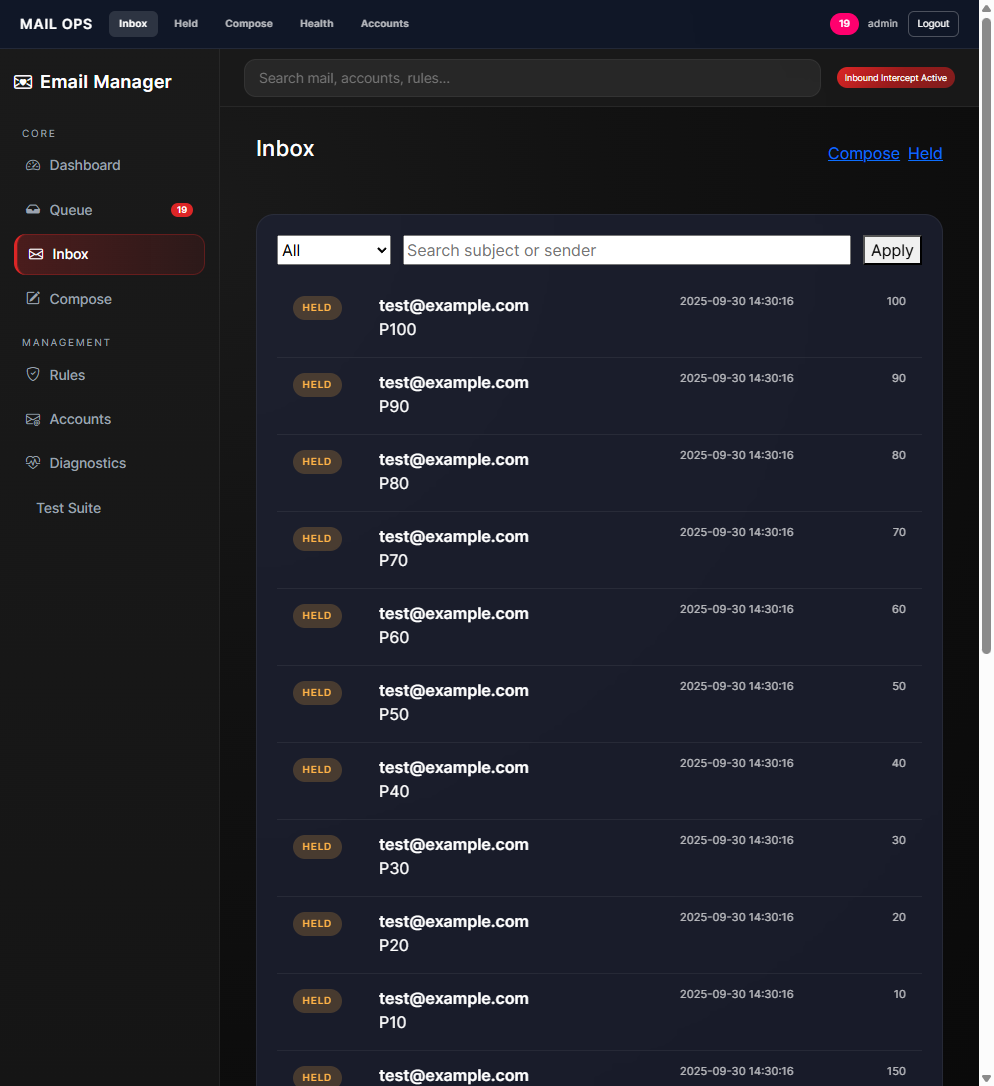 MAIL OPS Inbox Held Compose Health Accounts 19 admin Logout
Email Manager
Search mail, accounts, rules...
Inbound Intercept Active
CORE
Dashboard
Queue 19
Inbox
Compose
MANAGEMENT
Rules
Accounts
Diagnostics
Test Suite
Inbox
Compose Held
All Search subject or sender Apply
HELD test@example.com 2025-09-30 14:30:16 100
P100
HELD test@example.com 2025-09-30 14:30:16 90
P90
HELD test@example.com 2025-09-30 14:30:16 80
P80
HELD test@example.com 2025-09-30 14:30:16 70
P70
HELD test@example.com 2025-09-30 14:30:16 60
P60
HELD test@example.com 2025-09-30 14:30:16 50
P50
HELD test@example.com 2025-09-30 14:30:16 40
P40
HELD test@example.com 2025-09-30 14:30:16 30
P30
HELD test@example.com 2025-09-30 14:30:16 20
P20
HELD test@example.com 2025-09-30 14:30:16 10
P10
HELD test@example.com 2025-09-30 14:30:16 150